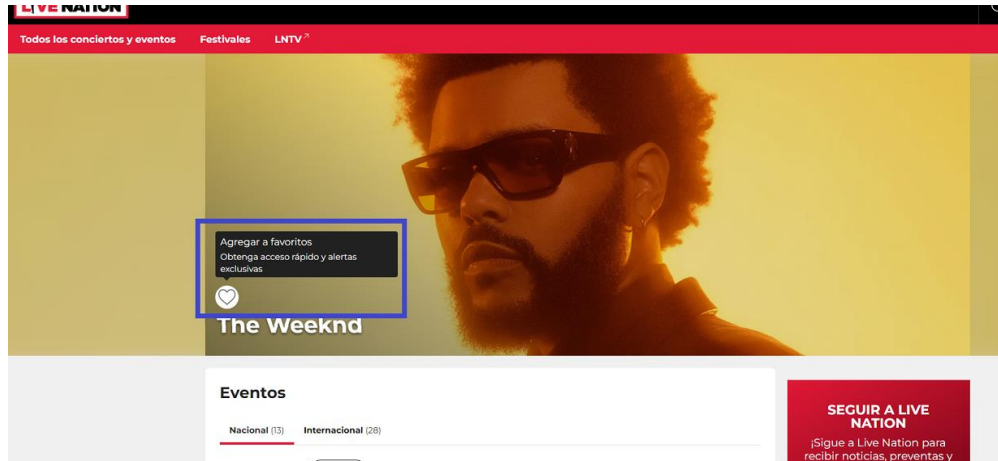 LIVE NATION
Todos los conciertos y eventos Festivales LNTV
Agregar a favoritos
Obtenga acceso rápido y alertas
exclusivas
The Weeknd
Eventos
Nacional (13) Internacional (28)
SEGUIR A LIVE
NATION
¡Sigue a Live Nation para
recibir noticias, preventas y